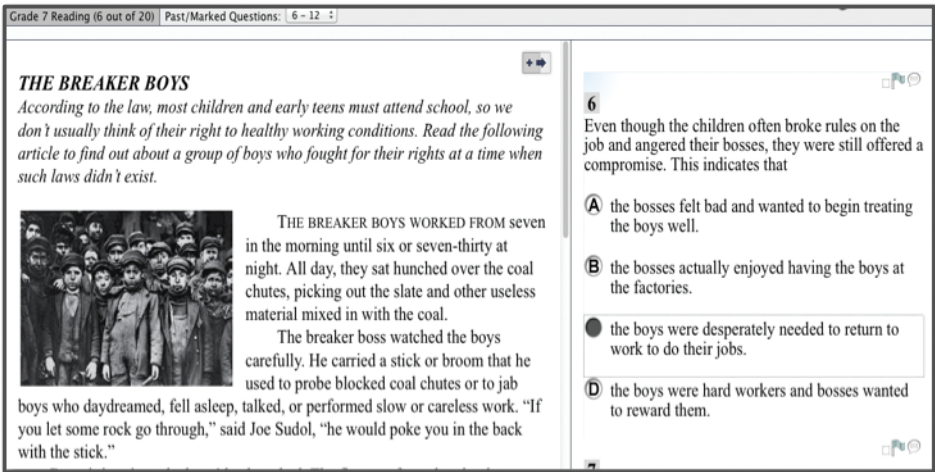 Grade 7 Reading (6 out of 20) Past/Marked Questions: 6 – 12
THE BREAKER BOYS
According to the law, most children and early teens must attend school, so we
don't usually think of their right to healthy working conditions. Read the following
article to find out about a group of boys who fought for their rights at a time when
such laws didn't exist.
THE BREAKER BOYS WORKED FROM seven
in the morning until six or seven-thirty at
night. All day, they sat hunched over the coal
chutes, picking out the slate and other useless
material mixed in with the coal.
The breaker boss watched the boys
carefully. He carried a stick or broom that he
used to probe blocked coal chutes or to jab
boys who daydreamed, fell asleep, talked, or performed slow or careless work. “If
you let some rock go through,” said Joe Sudol, “he would poke you in the back
with the stick.”
6
Even though the children often broke rules on the
job and angered their bosses, they were still offered a
compromise. This indicates that
A the bosses felt bad and wanted to begin treating
the boys well.
B the bosses actually enjoyed having the boys at
the factories.
the boys were desperately needed to return to
work to do their jobs.
D the boys were hard workers and bosses wanted
to reward them.